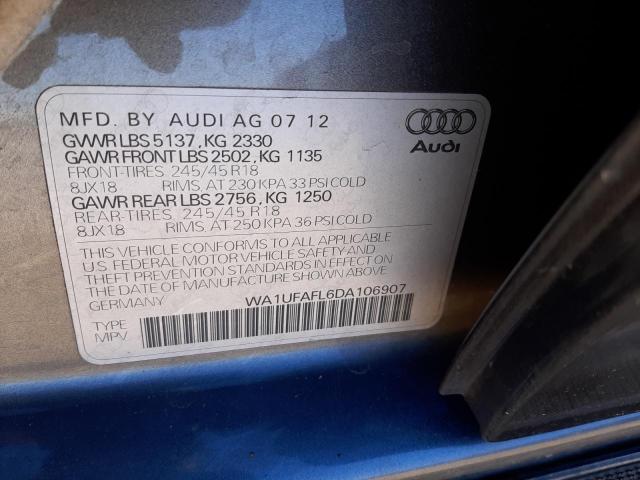 MFD. BY AUDI AG 07 12
GVWR LBS 5137, KG 2330
GAWR FRONT LBS 2502, KG 1135
FRONT-TIRES 245/45 R18
8JX18 RIMS, AT 230 KPA 33 PSI COLD
GAWR REAR LBS 2756, KG 1250
REAR-TIRES 245/45 R18
8JX18 RIMS, AT 250 KPA 36 PSI COLD
THIS VEHICLE CONFORMS TO ALL APPLICABLE
U.S FEDERAL MOTOR VEHICLE SAFETY AND
THEFT PREVENTION STANDARDS IN EFFECT ON
THE DATE OF MANUFACTURE SHOWN ABOVE
GERMANY WA1UFAFL6DA106907
TYPE
MPV
Audi